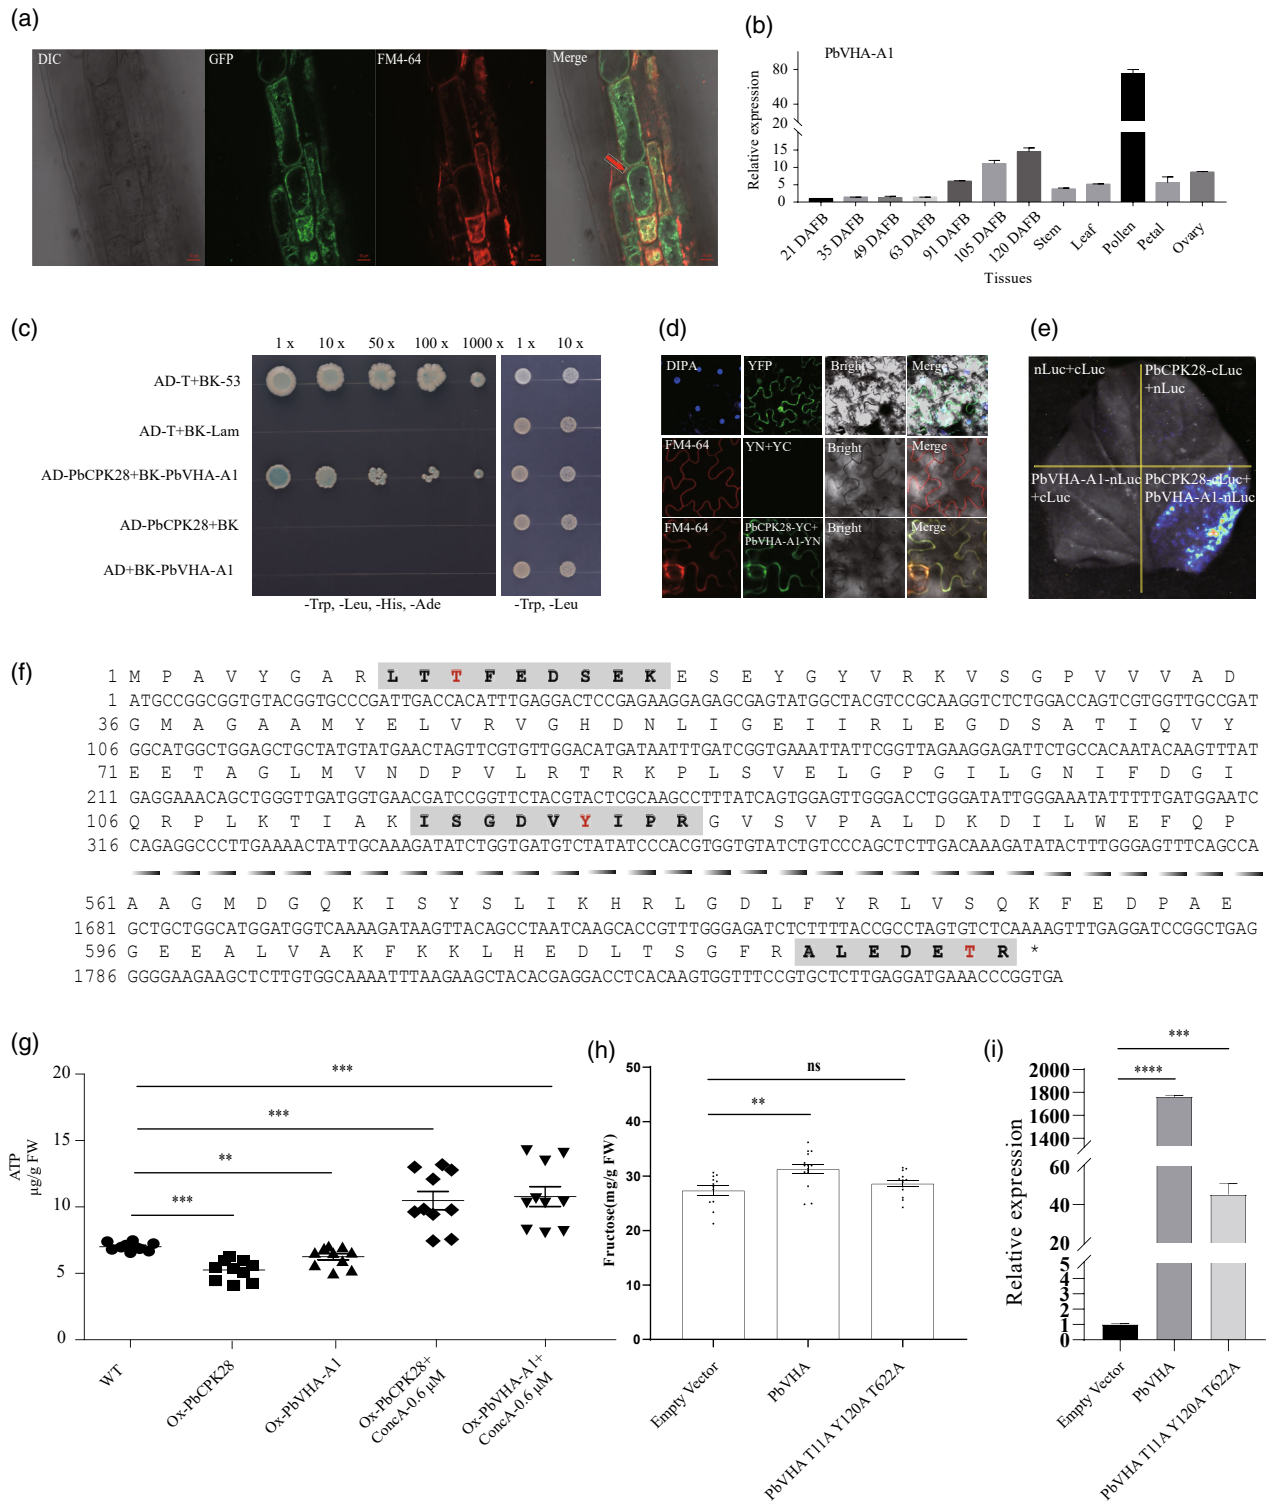 (a)
DIC
GFP
FM4-64
Merge
(b)
PbVHA-A1
Relative expression
80
40
20
15
10
5
0
21 DAFB
35 DAFB
49 DAFB
63 DAFB
91 DAFB
105 DAFB
120 DAFB
Stem
Leaf
Pollen
Petal
Ovary
Tissues
(c)
1 x 10 x 50 x 100 x 1000 x 1 x 10 x
AD-T+BK-53
AD-T+BK-Lam
AD-PbCPK28+BK-PbVHA-A1
AD-PbCPK28+BK
AD+BK-PbVHA-A1
-Trp, -Leu, -His, -Ade
-Trp, -Leu
(d)
DIPA YFP Bright Merge
FM4-64 YN+YC Bright Merge
FM4-64 PbCPK28-YC+ Bright Merge
PbVHA-A1-YN
(e)
nLuc+cLuc
PbCPK28-cLuc
+nLuc
PbVHA-A1-nLuc
+cLuc
PbCPK28-cLuc+
PbVHA-A1-nLuc
(f)
1 M P A V Y G A R L T T F E D S E K E S E Y G Y V R K V S G P V V V A D
1 ATGCCGGCGGTGTACGGTGCCCGATTGACCACATTTGAGGACTCCGAGAAGGAGAGCGAGTATGGCTACGTCCGCAAGGTCTCTGGACCAGTCGTGGTTGCCGAT
36 G M A G A A M Y E L V R V G H D N L I G E I I R L E G D S A T I Q V Y
106 GGCATGGCTGGAGCTGCTATGTATGAACTAGTTCGTGTTGGACATGATAATTTGATCGGTGAAATTATTCGGTTAGAAGGAGATTCTGCCACAATACAAGTTTAT
71 E E T A G L M V N D P V L R T R K P L S V E L G P G I L G N I F D G I
211 GAGGAAACAGCTGGGTTGATGGTGAACGATCCGGTTCTACGTACTCGCAAGCCTTTATCAGTGGAGTTGGGACCTGGGATATTGGGAAATATTTTTGATGGAATC
106 Q R P L K T I A K I S G D V Y I P R G V S V P A L D K D I L W E F Q P
316 CAGAGGCCCTTGAAAACTATTGCAAAGATATCTGGTGATGTCTATATCCCACGTGGTGTATCTGTCCCAGCTCTTGACAAAGATATACTTTGGGAGTTTCAGCCA
561 A A G M D G Q K I S Y S L I K H R L G D L F Y R L V S Q K F E D P A E
1681 GCTGCTGGCATGGATGGTCAAAAGATAAGTTACAGCCTAATCAAGCACCGTTTGGGAGATCTCTTTTACCGCCTAGTGTCTCAAAAGTTTGAGGATCCGGCTGAG
596 G E E A L V A K F K K L H E D L T S G F R A L E D E T R *
1786 GGGGAAGAAGCTCTTGTGGCAAAATTTAAGAAGCTACACGAGGACCTCACAAGTGGTTTCCGTGCTCTTGAGGATGAAACCCGGTGA
(g)
ATP
μg/g FW
20
15
10
5
0
***
***
**
***
WT
Ox-PbCPK28
Ox-PbVHA-A1
Ox-PbCPK28+
ConcA-0.6 μM
Ox-PbVHA-A1+
ConcA-0.6 μM
(h)
Fructose(mg/g FW)
50
40
30
20
10
0
ns
**
Empty Vector
PbVHA
PbVHA T11A Y120A T622A
(i)
Relative expression
2000
1800
1600
1400
60
40
20
5
4
3
2
1
0
***
****
Empty Vector
PbVHA
PbVHA T11A Y120A T622A